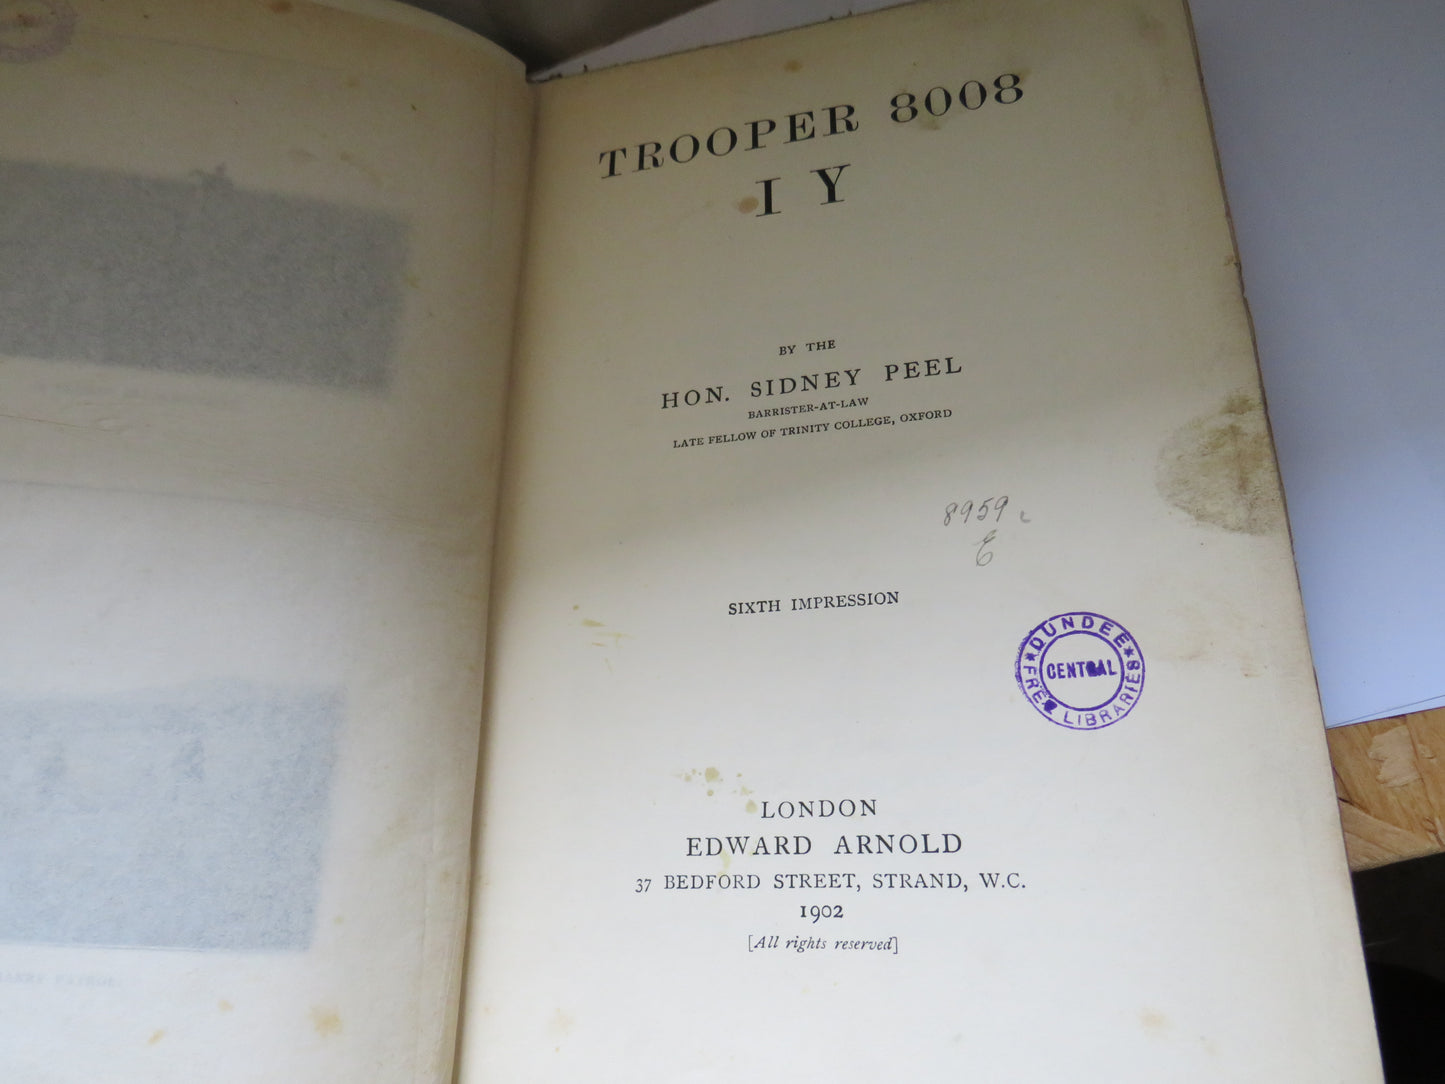 TROOPER 8008
I Y
BY THE
HON. SIDNEY PEEL
BARRISTER-AT-LAW
LATE FELLOW OF TRINITY COLLEGE, OXFORD
8959
E
SIXTH IMPRESSION
DUNDEE
CENTRAL
FREE LIBRARIES
LONDON
EDWARD ARNOLD
37 BEDFORD STREET, STRAND, W.C.
1902
[All rights reserved]